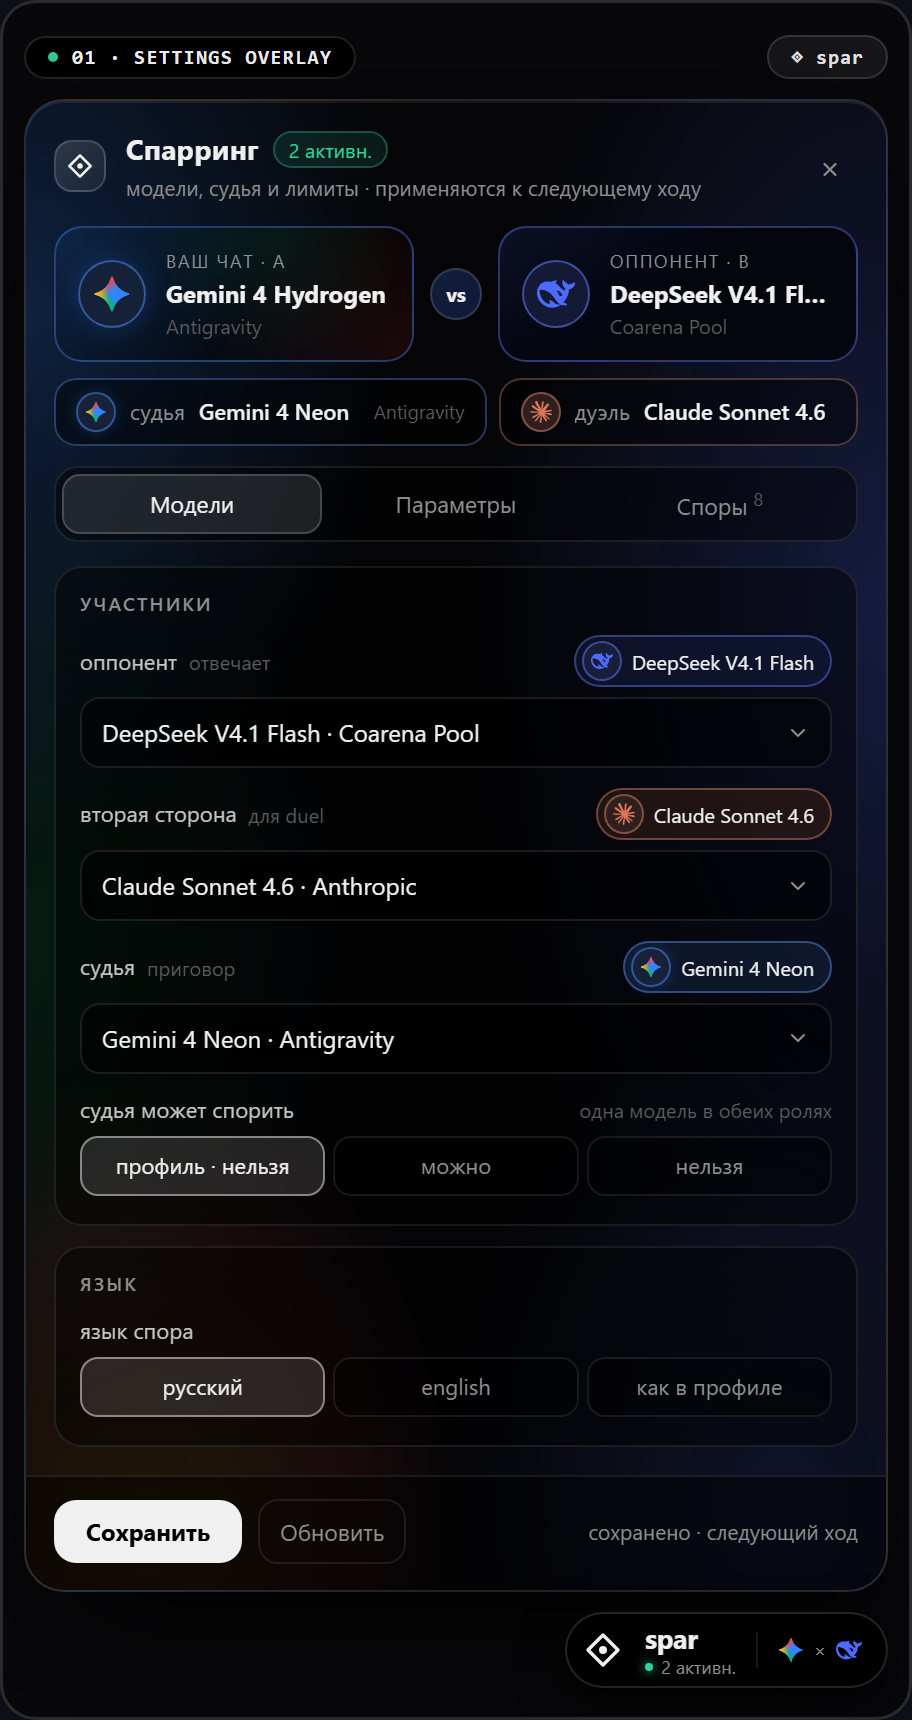 01 · SETTINGS OVERLAY
spar
Спарринг
2 активн.
модели, судья и лимиты · применяются к следующему ходу
×
ВАШ ЧАТ · A
Gemini 4 Hydrogen
Antigravity
vs
ОППОНЕНТ · B
DeepSeek V4.1 Fl...
Coarena Pool
судья Gemini 4 Neon Antigravity
дуэль Claude Sonnet 4.6
Модели
Параметры
Споры 8
УЧАСТНИКИ
оппонент отвечает
DeepSeek V4.1 Flash
DeepSeek V4.1 Flash · Coarena Pool
вторая сторона для duel
Claude Sonnet 4.6
Claude Sonnet 4.6 · Anthropic
судья приговор
Gemini 4 Neon
Gemini 4 Neon · Antigravity
судья может спорить
одна модель в обеих ролях
профиль · нельзя
можно
нельзя
ЯЗЫК
язык спора
русский
english
как в профиле
Сохранить
Обновить
сохранено · следующий ход
spar
2 активн.
×